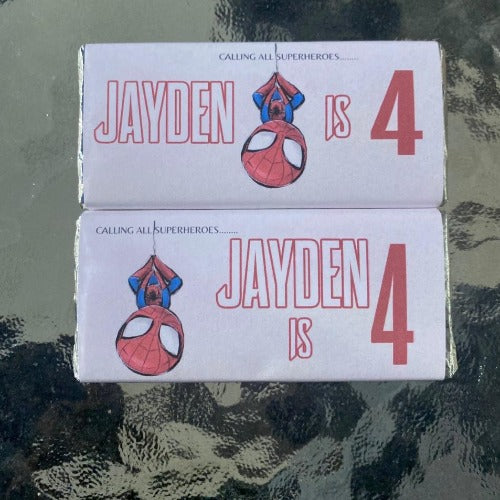 CALLING ALL SUPERHEROES........
JAYDEN IS 4
CALLING ALL SUPERHEROES........
JAYDEN
IS 4